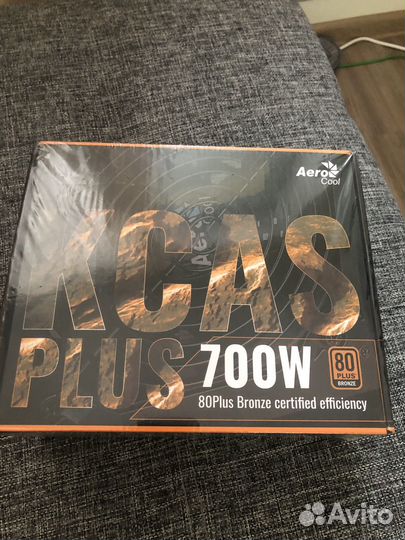 Aero
Cool
KCAS
PLUS 700W
80
PLUS
BRONZE
80Plus Bronze certified efficiency
Avito